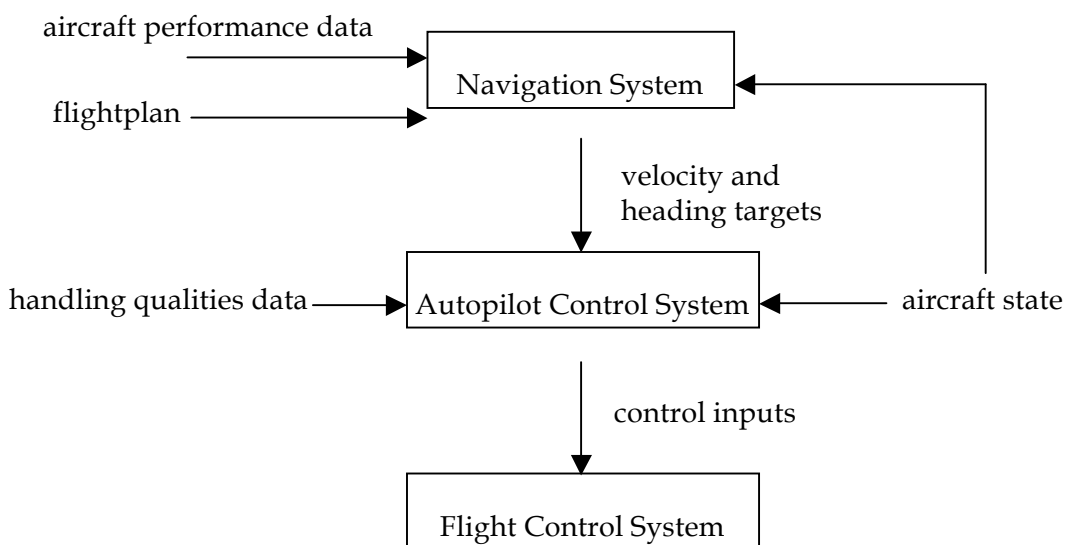 aircraft performance data
Navigation System
flightplan
velocity and
heading targets
handling qualities data
Autopilot Control System
aircraft state
control inputs
Flight Control System